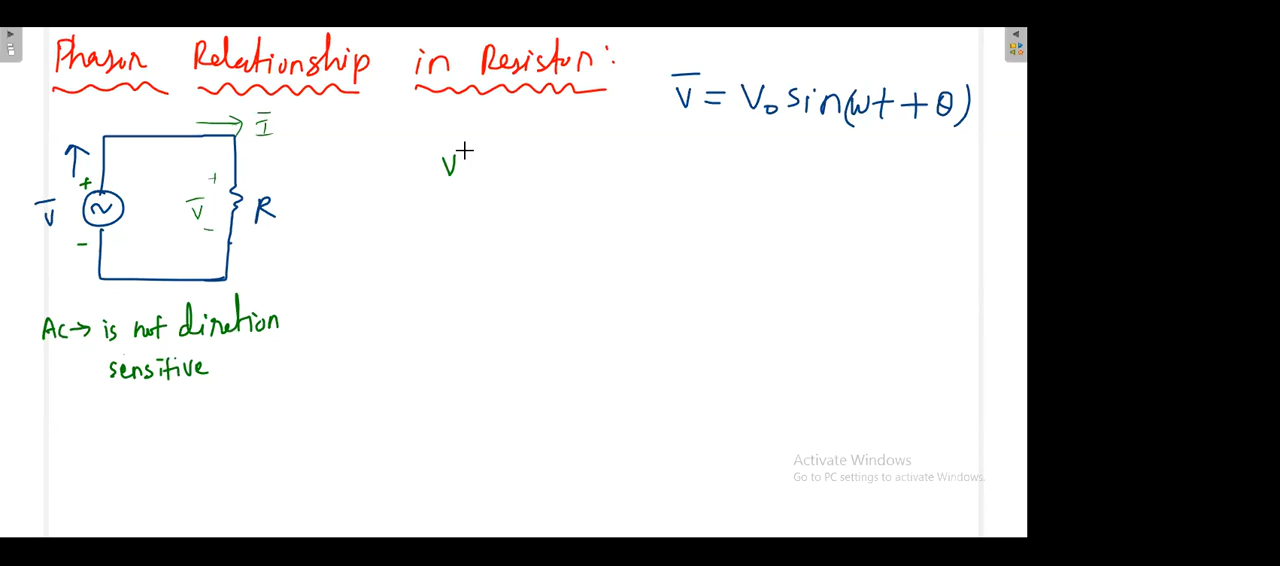 Phasor Relationship in Resistor:
V̅ = V₀ sin(ωt + θ)
I̅
V
+
+
V̅
V̅
R
-
-
AC→ is not diretion
sensitive
Activate Windows
Go to PC settings to activate Windows.